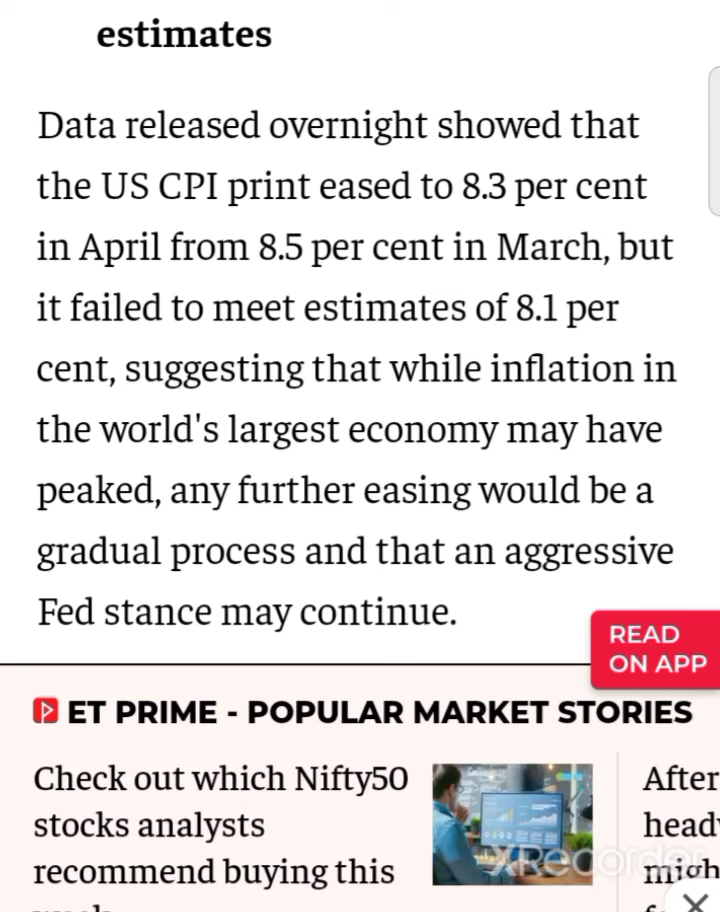 estimates
Data released overnight showed that
the US CPI print eased to 8.3 per cent
in April from 8.5 per cent in March, but
it failed to meet estimates of 8.1 per
cent, suggesting that while inflation in
the world's largest economy may have
peaked, any further easing would be a
gradual process and that an aggressive
Fed stance may continue.
READ
ON APP
ET PRIME - POPULAR MARKET STORIES
Check out which Nifty50
stocks analysts
recommend buying this
After
XRecorder